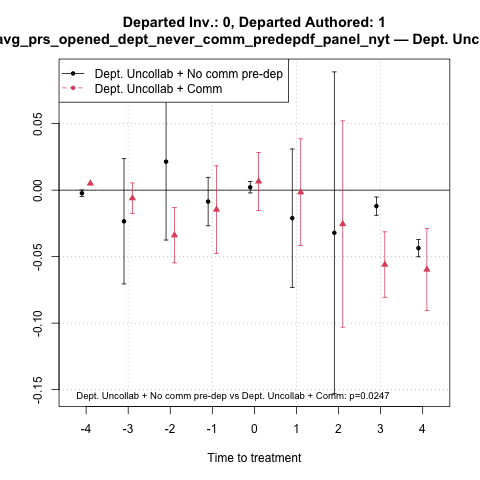 Departed Inv.: 0, Departed Authored: 1
avg_prs_opened_dept_never_comm_predepdf_panel_nyt — Dept. Unc
Dept. Uncollab + No comm pre-dep
Dept. Uncollab + Comm
0.05
0.00
-0.05
-0.10
-0.15
Dept. Uncollab + No comm pre-dep vs Dept. Uncollab + Comm: p=0.0247
-4 -3 -2 -1 0 1 2 3 4
Time to treatment